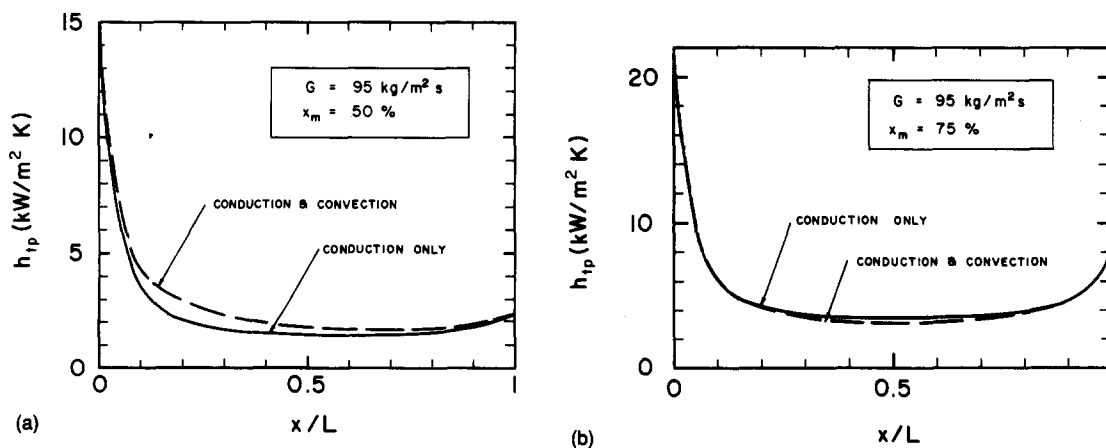 15
10
5
0
h_tp (kW/m² K)
G = 95 kg/m² s
x_m = 50 %
CONDUCTION & CONVECTION
CONDUCTION ONLY
0
0.5
1
x/L
(a)
20
10
0
h_tp (kW/m² K)
G = 95 kg/m² s
x_m = 75 %
CONDUCTION ONLY
CONDUCTION & CONVECTION
0
0.5
x/L
(b)